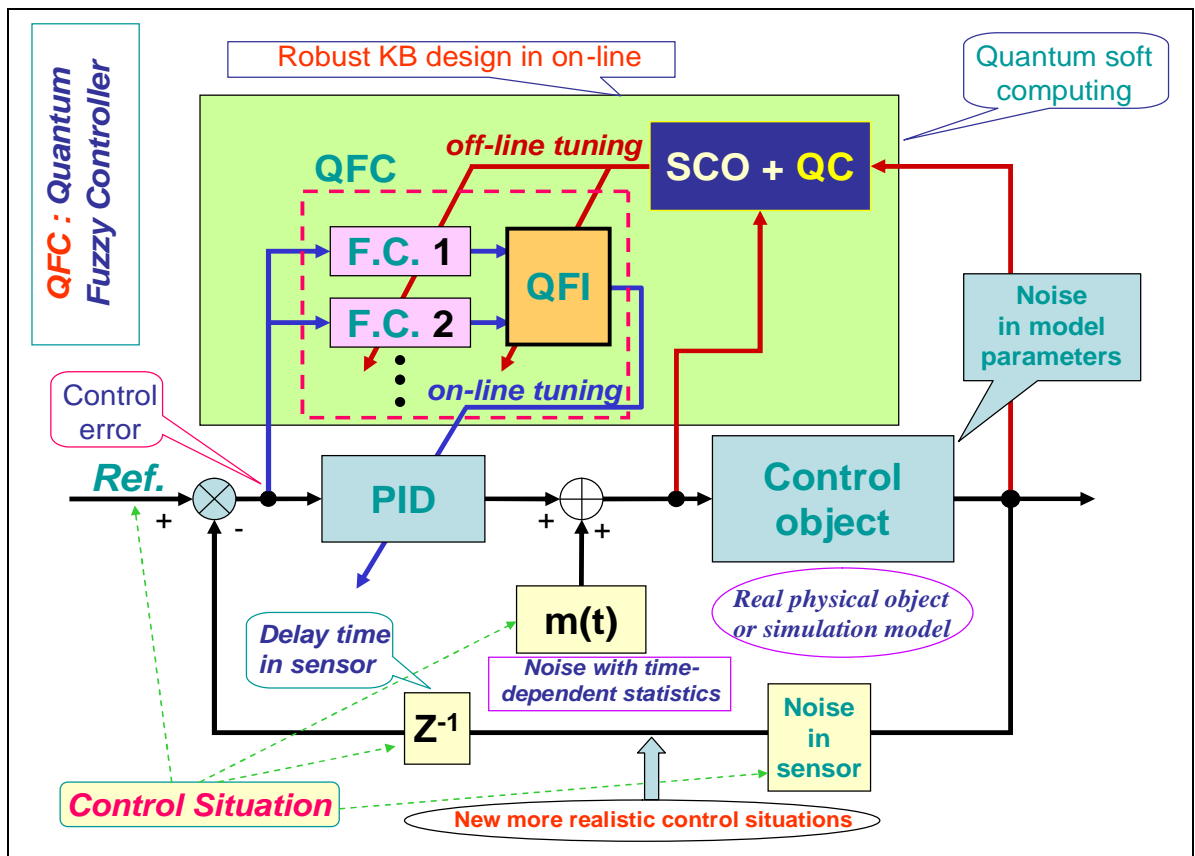 Robust KB design in on-line
Quantum soft
computing
QFC : Quantum
Fuzzy Controller
off-line tuning
SCO + QC
QFC
F.C. 1
QFI
F.C. 2
on-line tuning
Noise
in model
parameters
Control
error
Ref.
+
-
PID
+
+
Control
object
m(t)
Real physical object
or simulation model
Delay time
in sensor
Noise with time-
dependent statistics
Z-1
Noise
in
sensor
Control Situation
New more realistic control situations